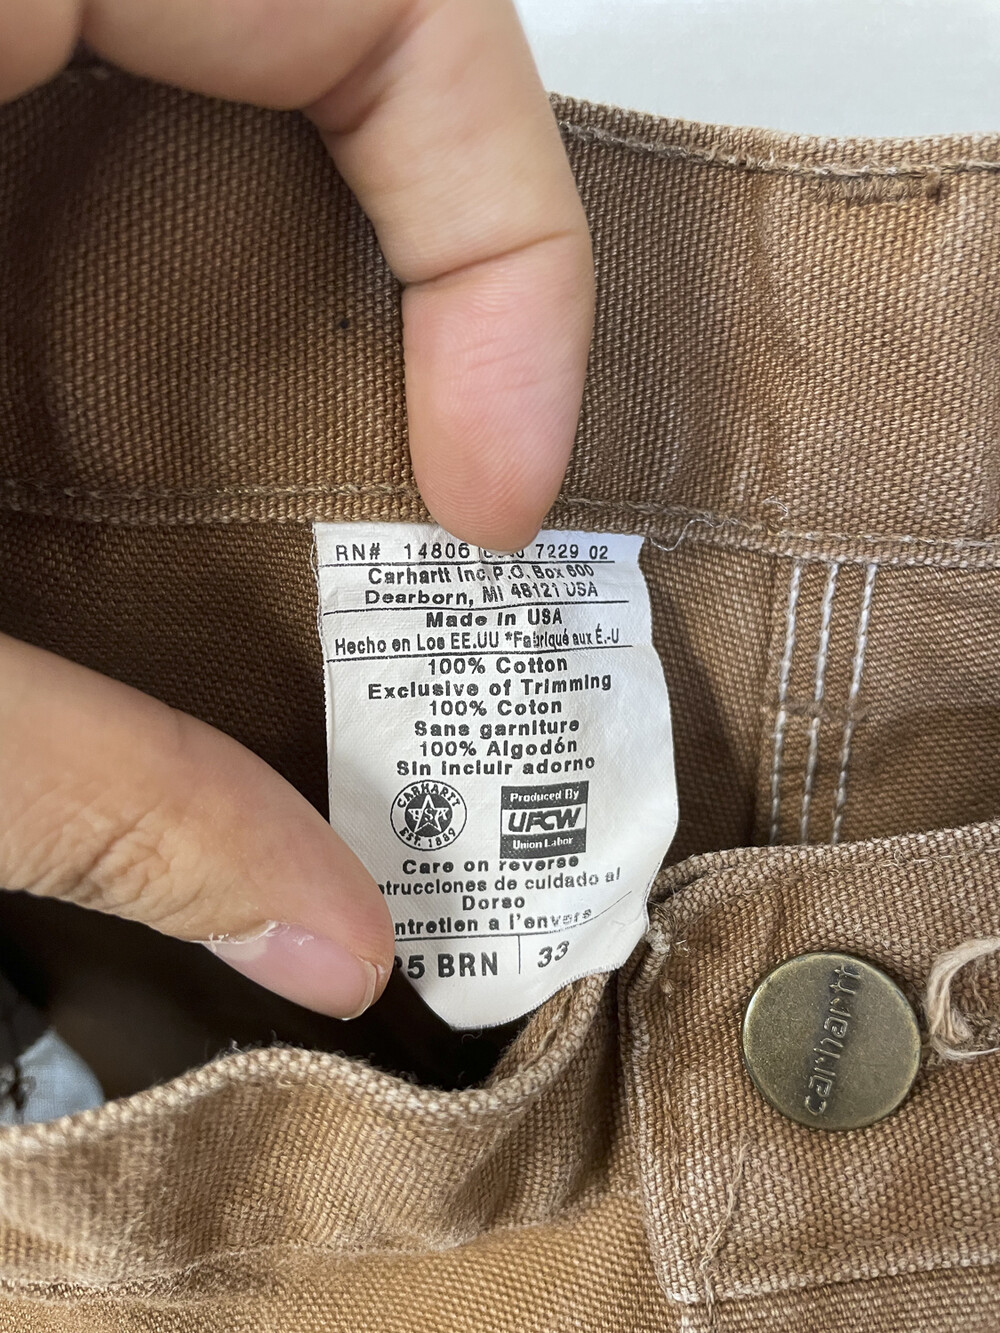 RN# 14806 7229 02
Carhartt Inc. P.O. Box 600
Dearborn, MI 48121 USA
Made in USA
Hecho en Los EE.UU *Fabriqué aux É.-U
100% Cotton
Exclusive of Trimming
100% Coton
Sans garniture
100% Algodón
Sin incluir adorno
CARHARTT
USA
EST. 1889
Produced By
UFCW
Union Labor
Care on reverse
trucciones de cuidado al
Dorso
ntretien a l'envers
5 BRN 33
carhartt